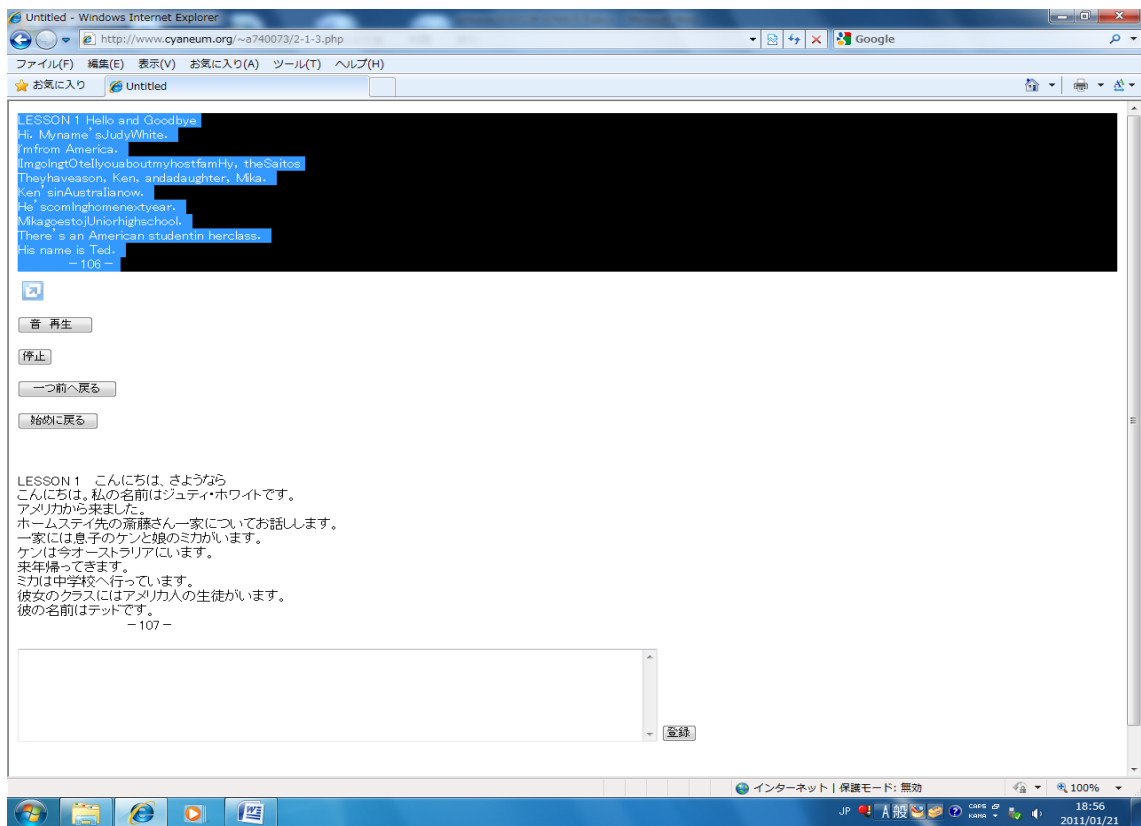 Untitled - Windows Internet Explorer
http://www.cyaneum.org/~a740073/2-1-3.php
Google
ファイル(F) 編集(E) 表示(V) お気に入り(A) ツール(T) ヘルプ(H)
お気に入り Untitled
LESSON 1 Hello and Goodbye
Hi. Myname'sJudyWhite.
I'mfrom America.
IImgoIngtOteIIyouaboutmyhostfamHy, theSaitos
Theyhaveason, Ken, andadaughter, Mika.
Ken'sinAustraIianow.
He'scomInghomenextyear.
MikagoestojUniorhighschool.
There's an American studentin herclass.
His name is Ted.
－106－
音 再生
停止
一つ前へ戻る
始めに戻る
LESSON 1 こんにちは、さようなら
こんにちは。私の名前はジュディ・ホワイトです。
アメリカから来ました。
ホームステイ先の斎藤さん一家についてお話しします。
一家には息子のケンと娘のミカがいます。
ケンは今オーストラリアにいます。
来年帰ってきます。
ミカは中学校へ行っています。
彼女のクラスにはアメリカ人の生徒がいます。
彼の名前はテッドです。
－107－
登録
インターネット | 保護モード: 無効
100%
JP A 般 CAPS KANA 18:56
2011/01/21